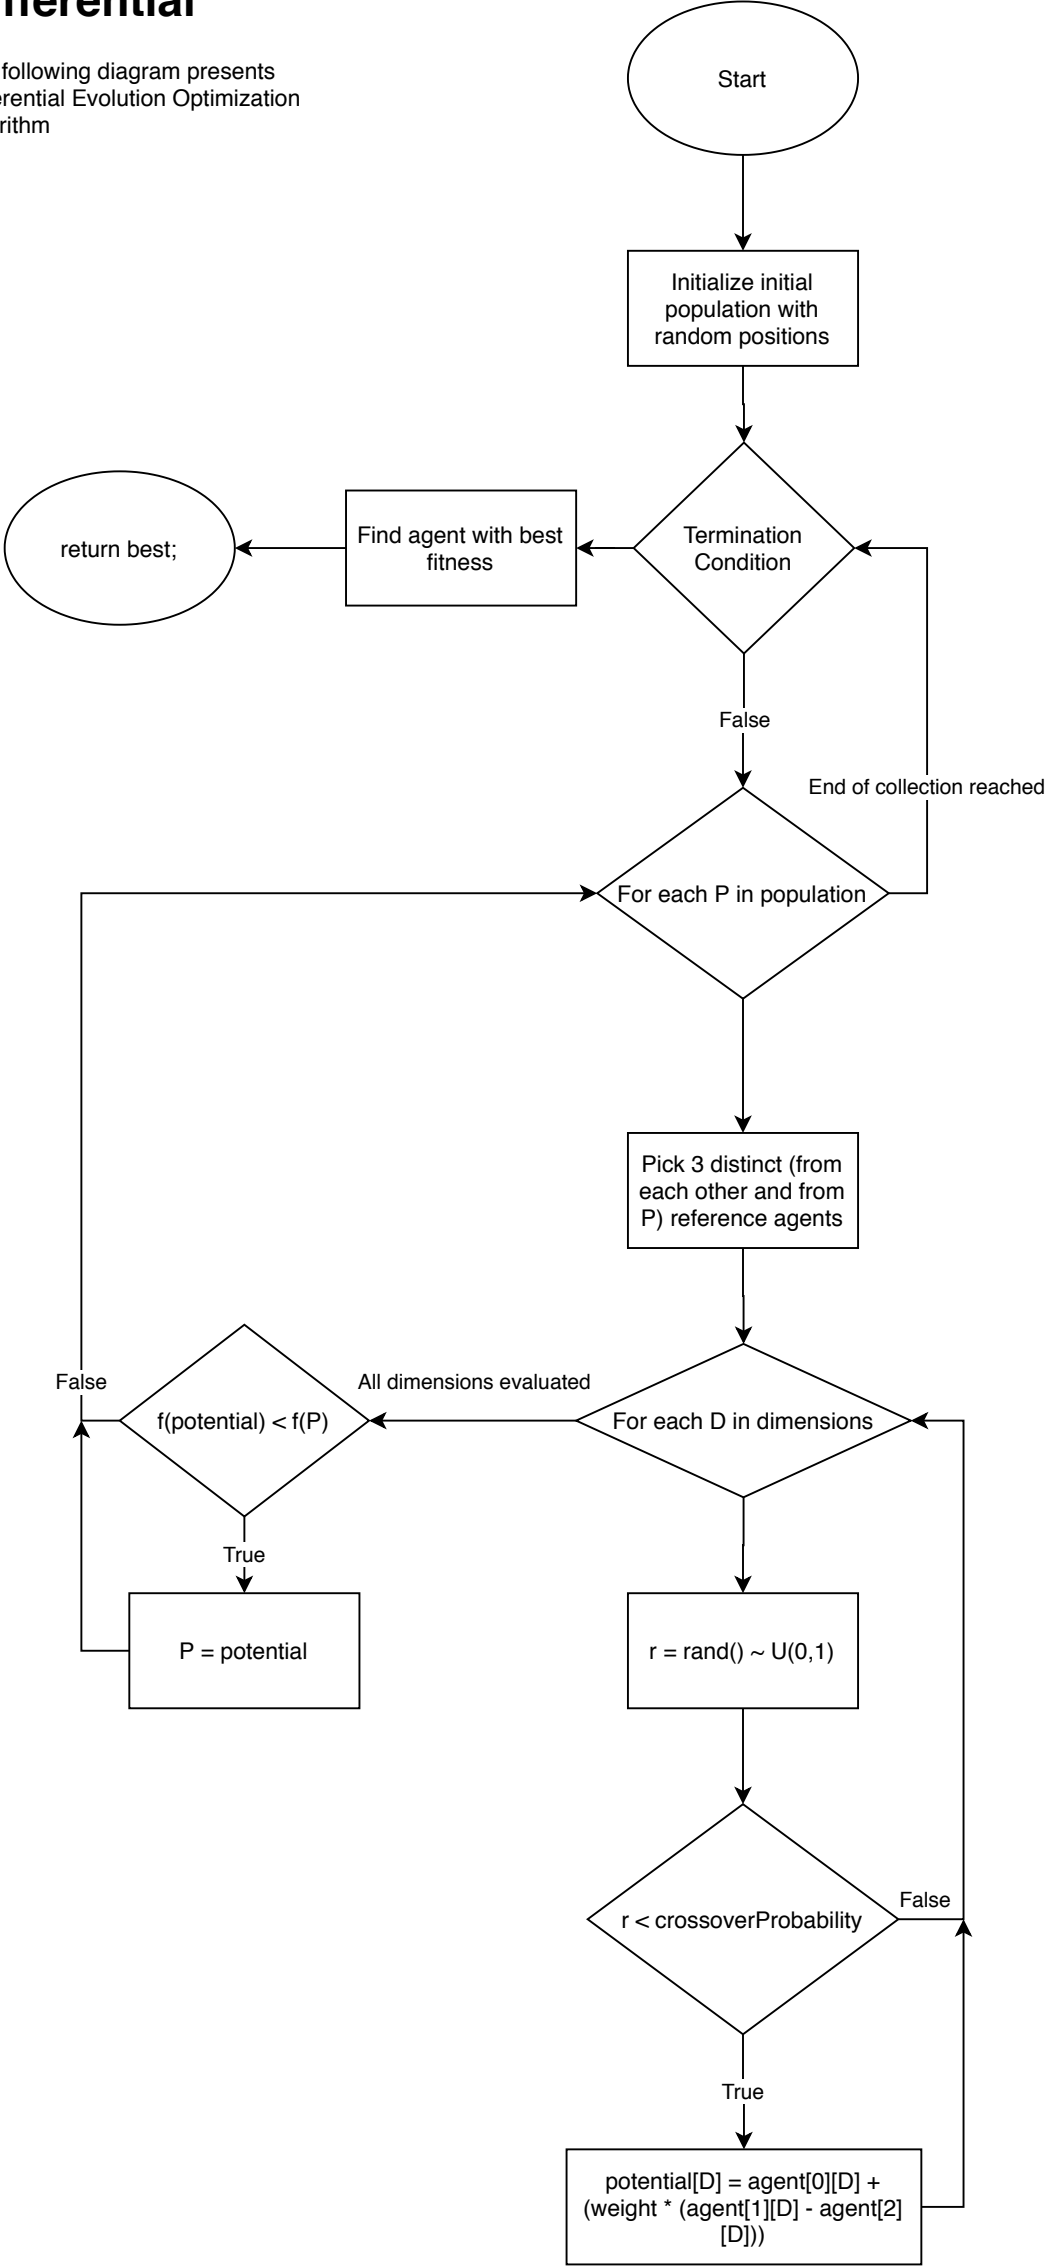 following diagram presents
Evolution Optimization
Start
Initialize initial
population with
random positions
Termination
Condition
Find agent with best
fitness
return best;
False
End of collection reached
For each P in population
Pick 3 distinct (from
each other and from
P) reference agents
For each D in dimensions
All dimensions evaluated
f(potential) < f(P)
False
True
P = potential
r = rand() ~ U(0,1)
r < crossoverProbability
False
True
potential[D] = agent[0][D] +
(weight * (agent[1][D] - agent[2]
[D]))